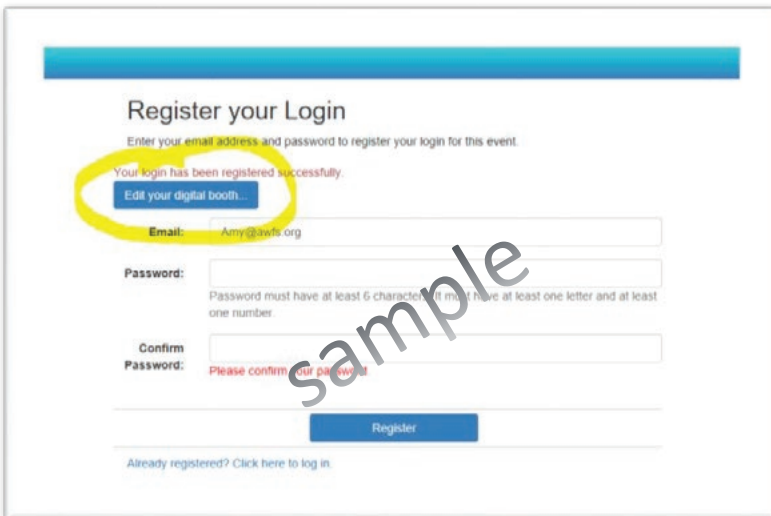 Register your Login
Enter your email address and password to register your login for this event.
Your login has been registered successfully.
Edit your digital booth...
Email: Amy@awfs.org
Password:
Password must have at least 6 characters. It must have at least one letter and at least
one number.
Confirm
Password:
Please confirm your password
sample
Register
Already registered? Click here to log in.